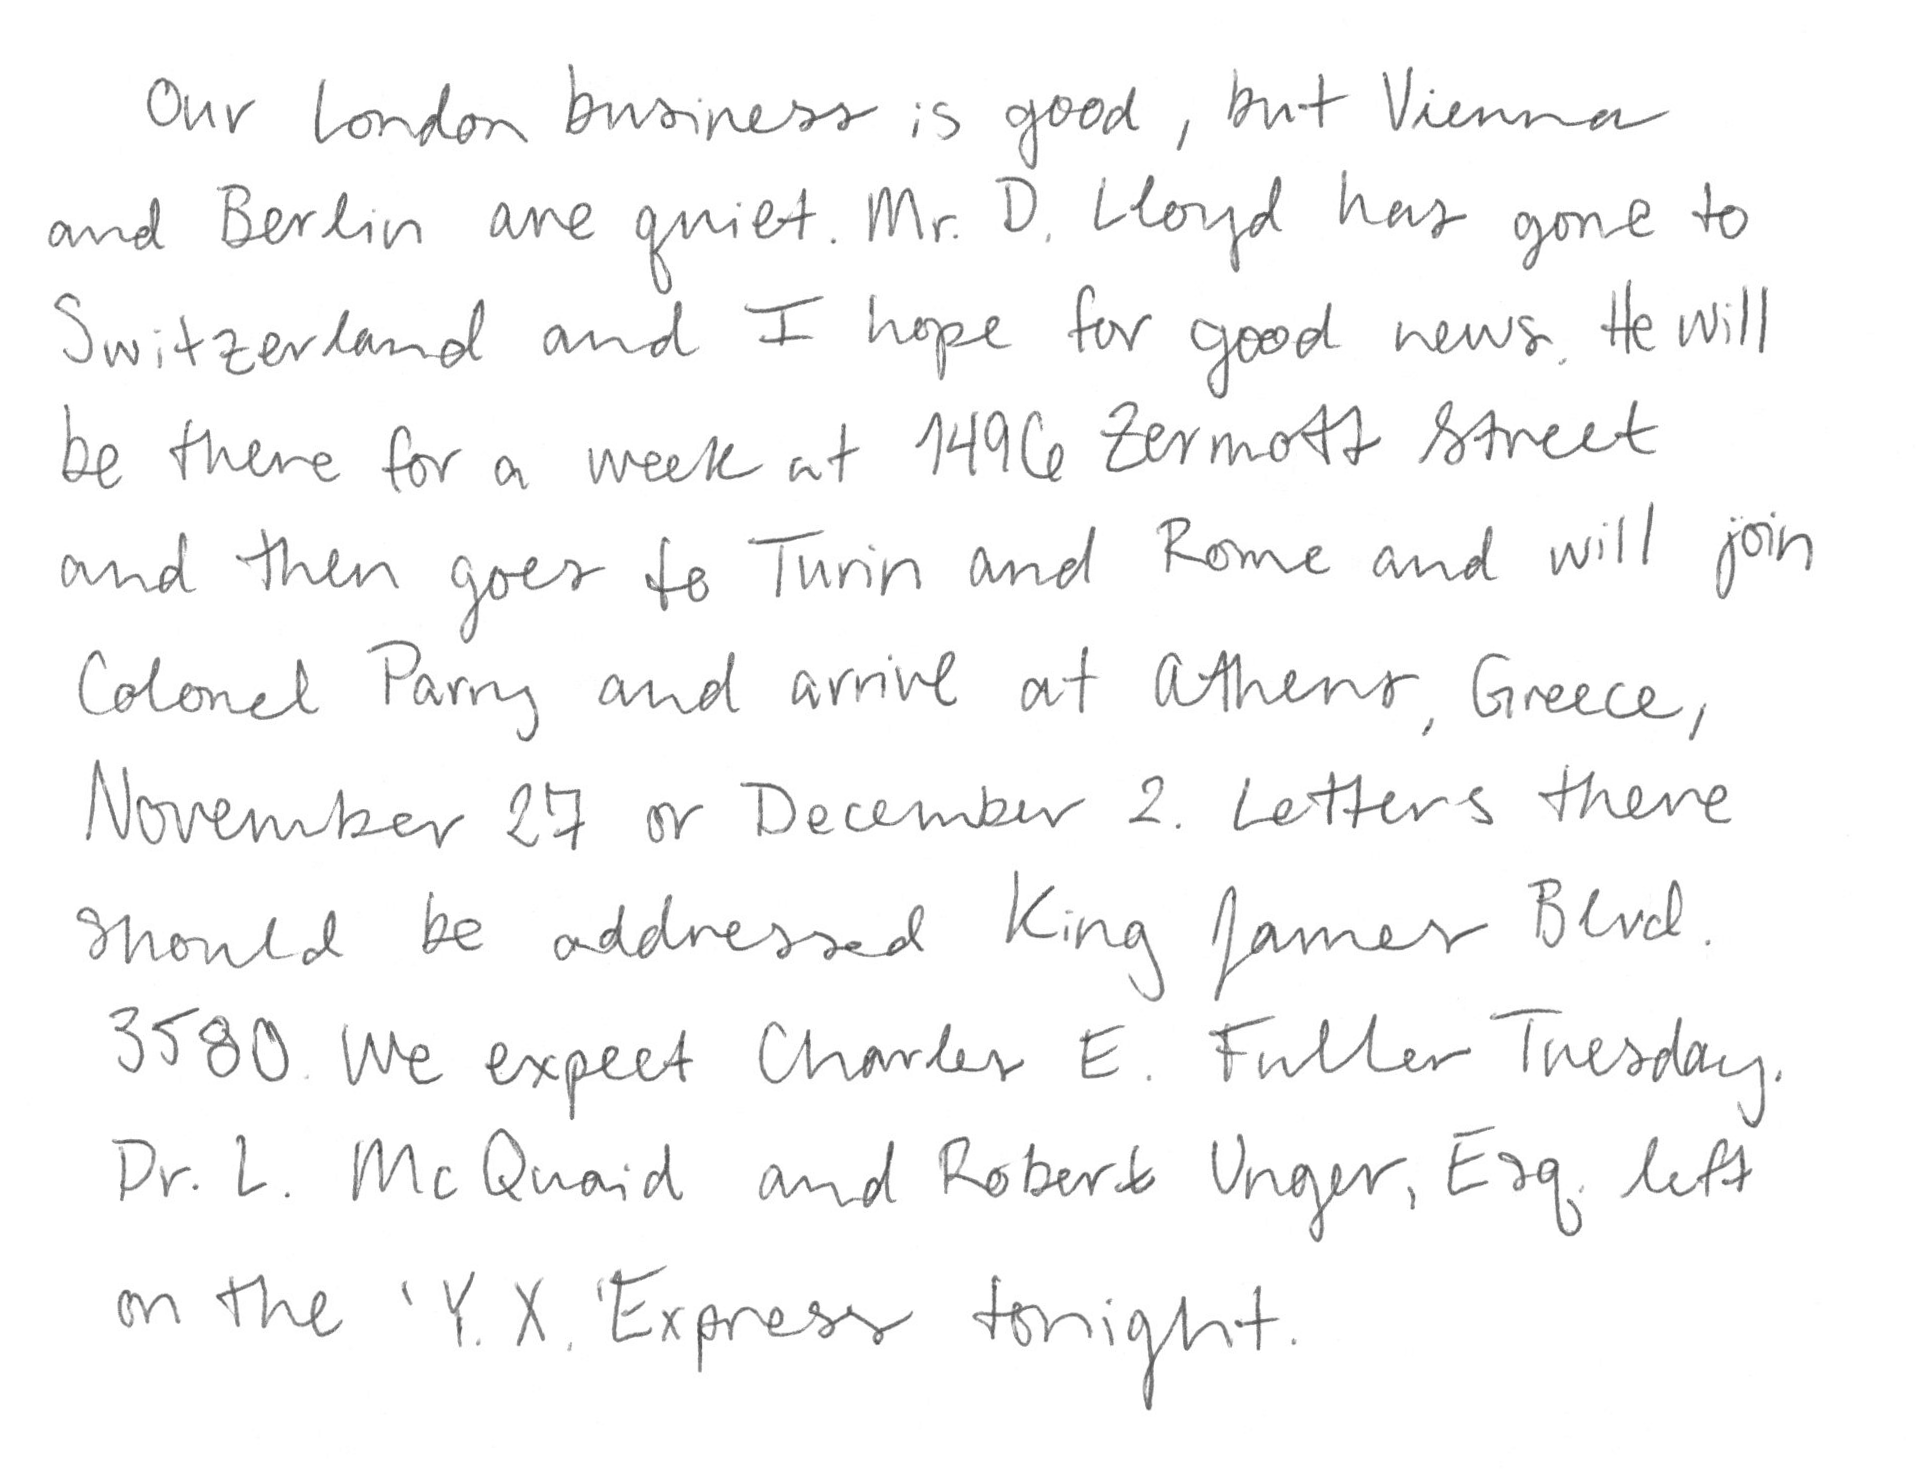 Our London business is good, but Vienna
and Berlin are quiet. Mr. D. Lloyd has gone to
Switzerland and I hope for good news. He will
be there for a week at 1496 Zermott Street
and then goes to Turin and Rome and will join
Colonel Parry and arrive at Athens, Greece,
November 27 or December 2. Letters there
should be addressed King James Blvd.
3580. We expect Charles E. Fuller Tuesday.
Dr. L. McQuaid and Robert Unger, Esq. left
on the 'Y. X. 'Express tonight.